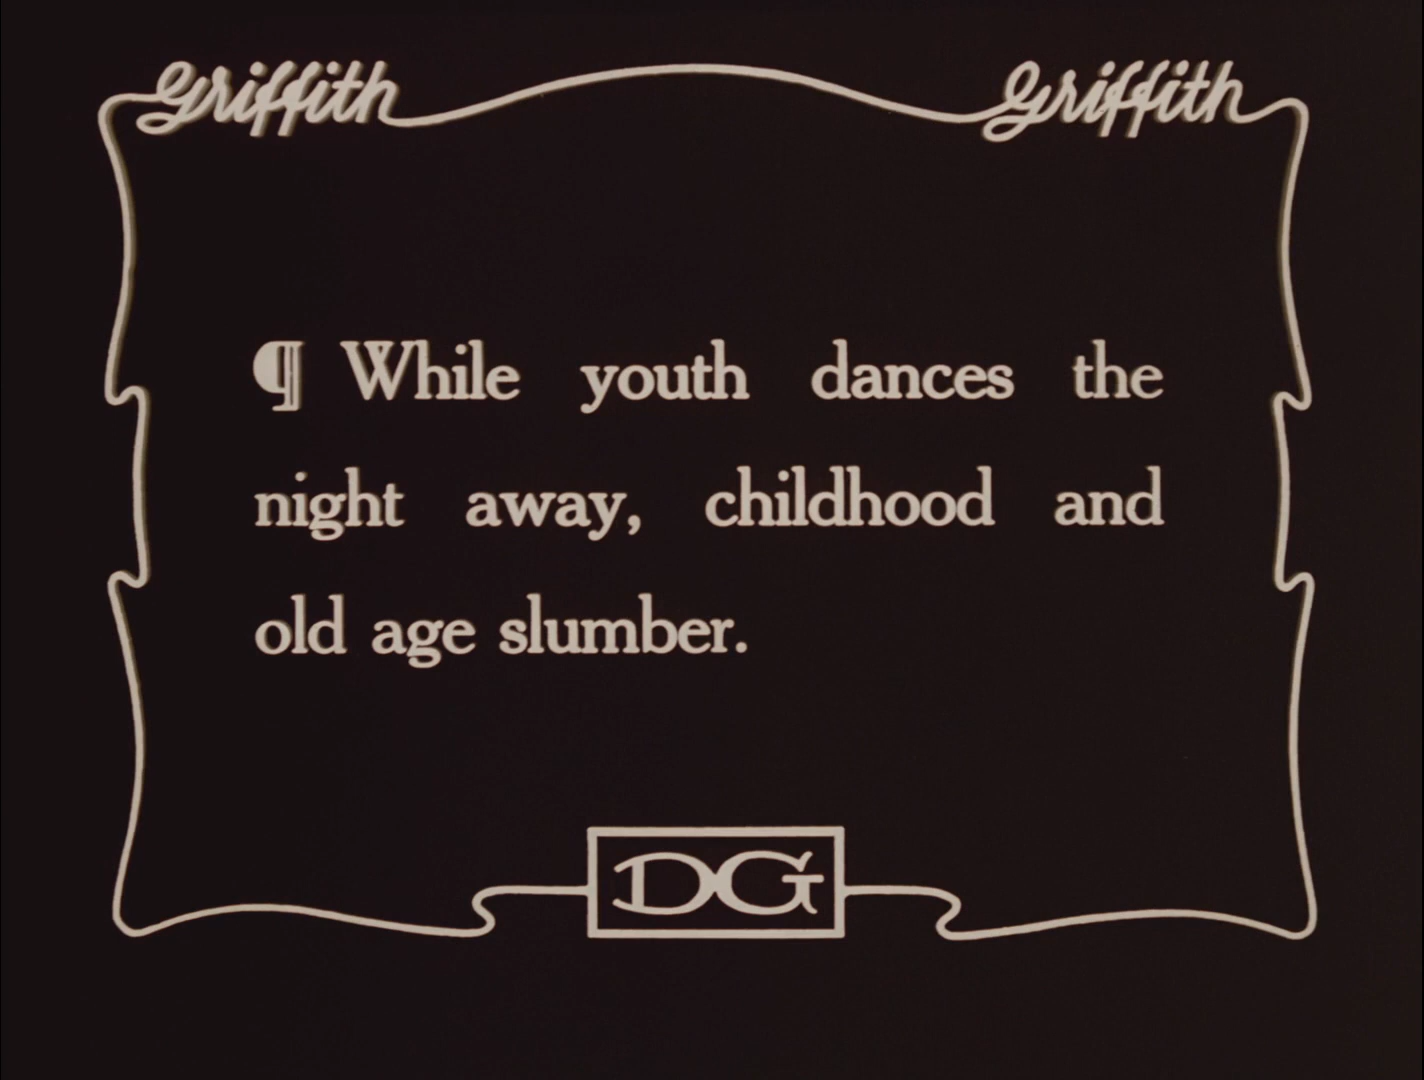 Griffith Griffith
¶ While youth dances the
night away, childhood and
old age slumber.
DG